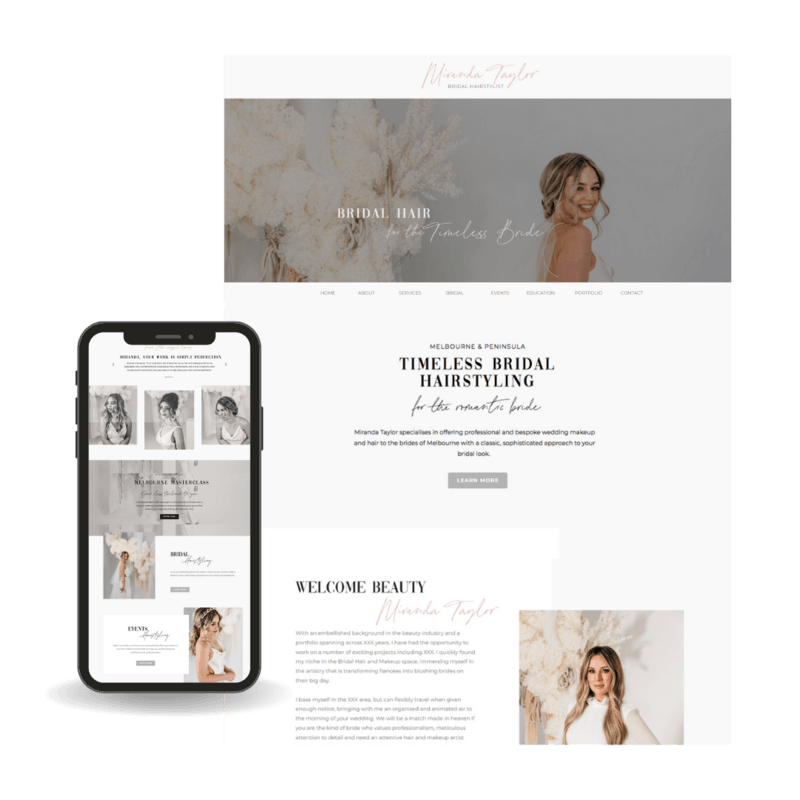 Miranda Taylor
BRIDAL HAIRSTYLIST
BRIDAL HAIR
for the Timeless Bride
HOME ABOUT SERVICES BRIDAL EVENTS EDUCATION PORTFOLIO CONTACT
MELBOURNE & PENINSULA
TIMELESS BRIDAL
HAIRSTYLING
for the romantic bride
Miranda Taylor specialises in offering professional and bespoke wedding makeup
and hair to the brides of Melbourne with a classic, sophisticated approach to your
bridal look.
LEARN MORE
WELCOME BEAUTY
Miranda Taylor
With an embellished background in the beauty industry and a
portfolio spanning across XXX years, I have had the opportunity to
work on a number of exciting projects including XXX. I quickly found
my niche in the Bridal Hair and Makeup space, immersing myself in
the artistry that is transforming fiancées into blushing brides on
their big day.
I base myself in the XXX area, but can flexibly travel when given
enough notice, bringing with me an organised and animated air to
the morning of your wedding. We will be a match made in heaven if
you are the kind of bride who values professionalism, meticulous
attention to detail and need an attentive hair and makeup artist
MIRANDA, YOUR WORK IS SIMPLY PERFECTION
MELBOURNE MASTERCLASS
BRIDAL
Hairstyling
EVENTS
Hairstyling